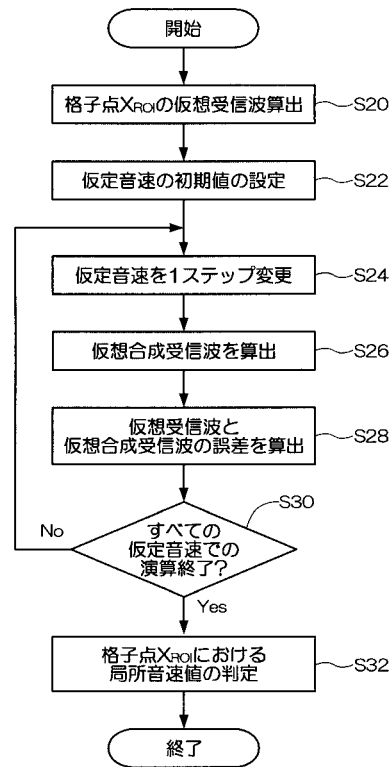 開始
格子点XROIの仮想受信波算出
S20
仮定音速の初期値の設定
S22
仮定音速を1ステップ変更
S24
仮想合成受信波を算出
S26
仮想受信波と
仮想合成受信波の誤差を算出
S28
S30
No
すべての
仮定音速での
演算終了?
Yes
格子点XROIにおける
局所音速値の判定
S32
終了